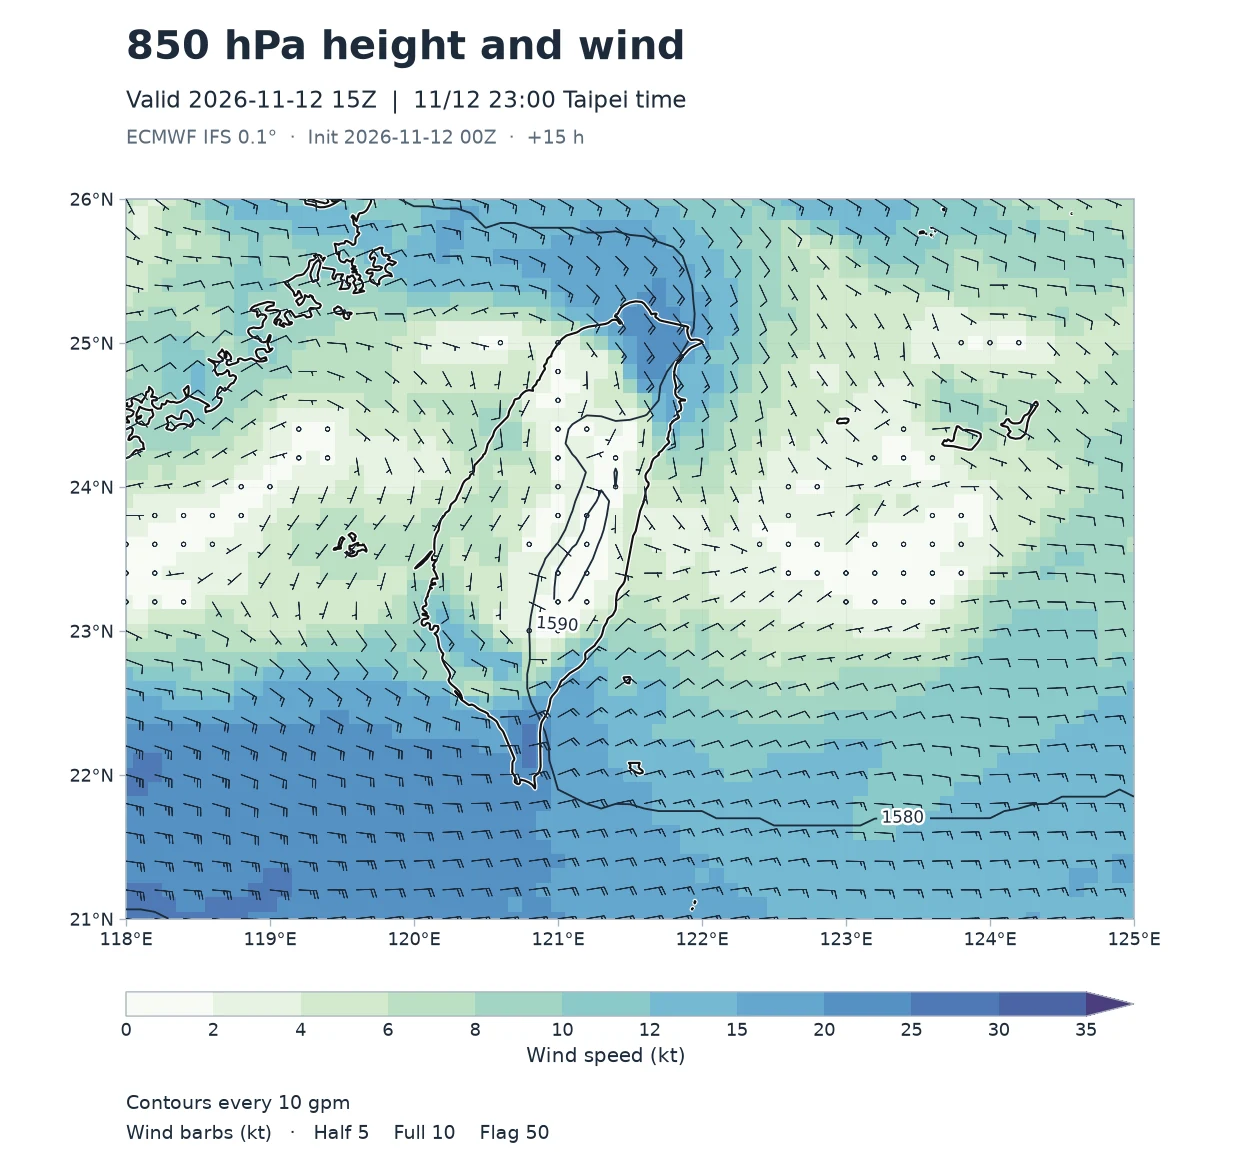 850 hPa height and wind
Valid 2026-11-12 15Z | 11/12 23:00 Taipei time
ECMWF IFS 0.1° · Init 2026-11-12 00Z · +15 h
26°N
25°N
24°N
23°N
22°N
21°N
1590
1580
118°E 119°E 120°E 121°E 122°E 123°E 124°E 125°E
0 2 4 6 8 10 12 15 20 25 30 35
Wind speed (kt)
Contours every 10 gpm
Wind barbs (kt) · Half 5 Full 10 Flag 50